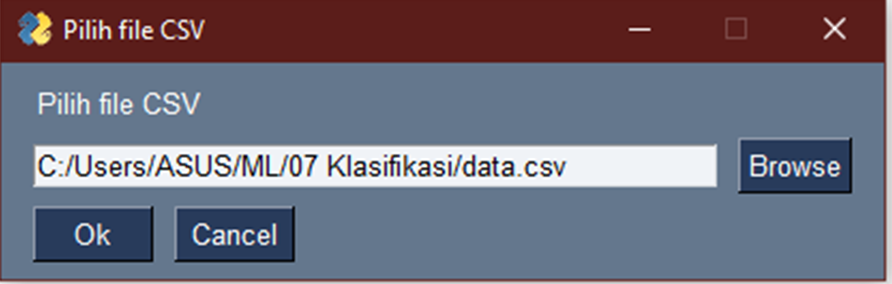 Pilih file CSV
Pilih file CSV
C:/Users/ASUS/ML/07 Klasifikasi/data.csv Browse
Ok Cancel